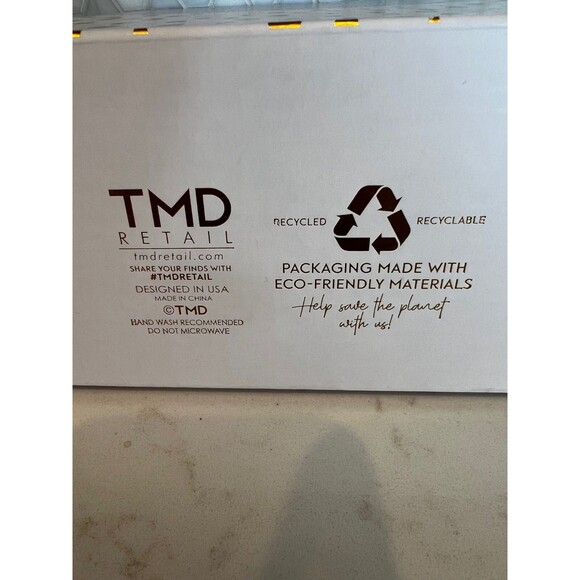 TMD
RETAIL
tmdretail.com
SHARE YOUR FINDS WITH
#TMDRETAIL
DESIGNED IN USA
MADE IN CHINA
©TMD
HAND WASH RECOMMENDED
DO NOT MICROWAVE
RECYCLED RECYCLABLE
PACKAGING MADE WITH
ECO-FRIENDLY MATERIALS
Help save the planet
with us!